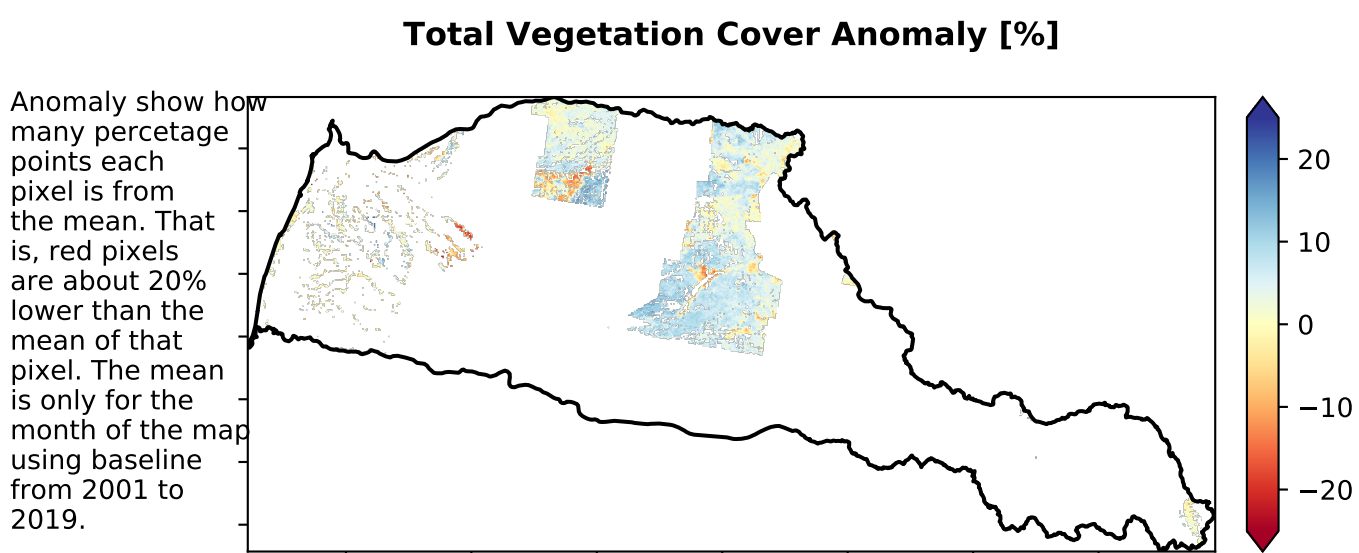 Total Vegetation Cover Anomaly [%]
Anomaly show how
many percetage
points each
pixel is from
the mean. That
is, red pixels
are about 20%
lower than the
mean of that
pixel. The mean
is only for the
month of the map
using baseline
from 2001 to
2019.
20
10
0
−10
−20